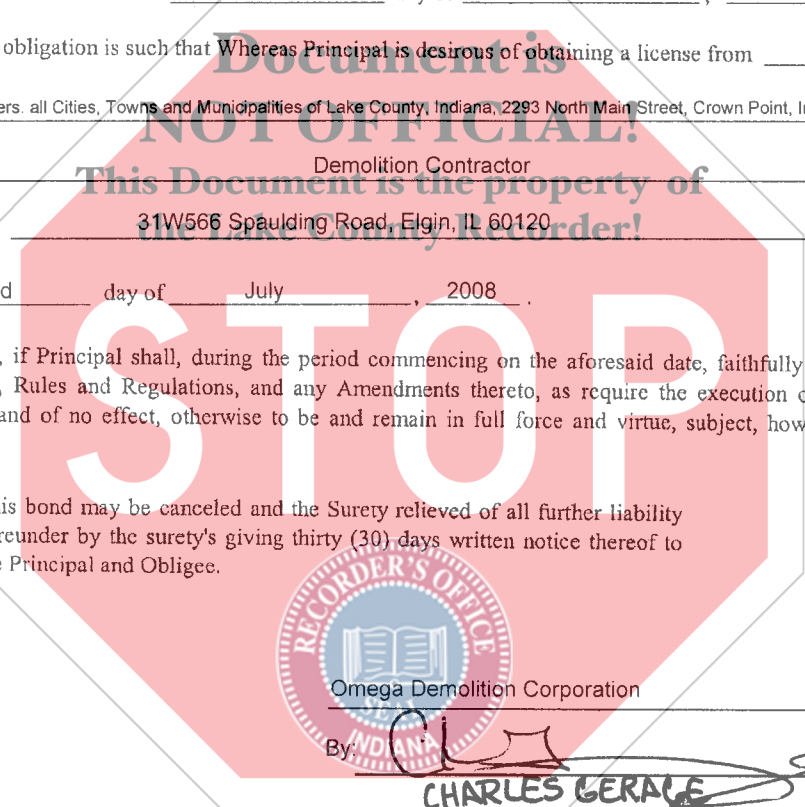 obligation is such that Whereas Principal is desirous of obtaining a license from
ers. all Cities, Towns and Municipalities of Lake County, Indiana, 2293 North Main Street, Crown Point, In
Demolition Contractor
31W566 Spaulding Road, Elgin, IL 60120
d day of July, 2008.
, if Principal shall, during the period commencing on the aforesaid date, faithfully
, Rules and Regulations, and any Amendments thereto, as require the execution o
and of no effect, otherwise to be and remain in full force and virtue, subject, how
is bond may be canceled and the Surety relieved of all further liability
reunder by the surety's giving thirty (30) days written notice thereof to
e Principal and Obligee.
Omega Demolition Corporation
By:
CHARLES GERAGE
Document is
NOT OFFICIAL!
This Document is the property of
the Lake County Recorder!
STOP
RECORDER'S OFFICE
SEAL
INDIANA